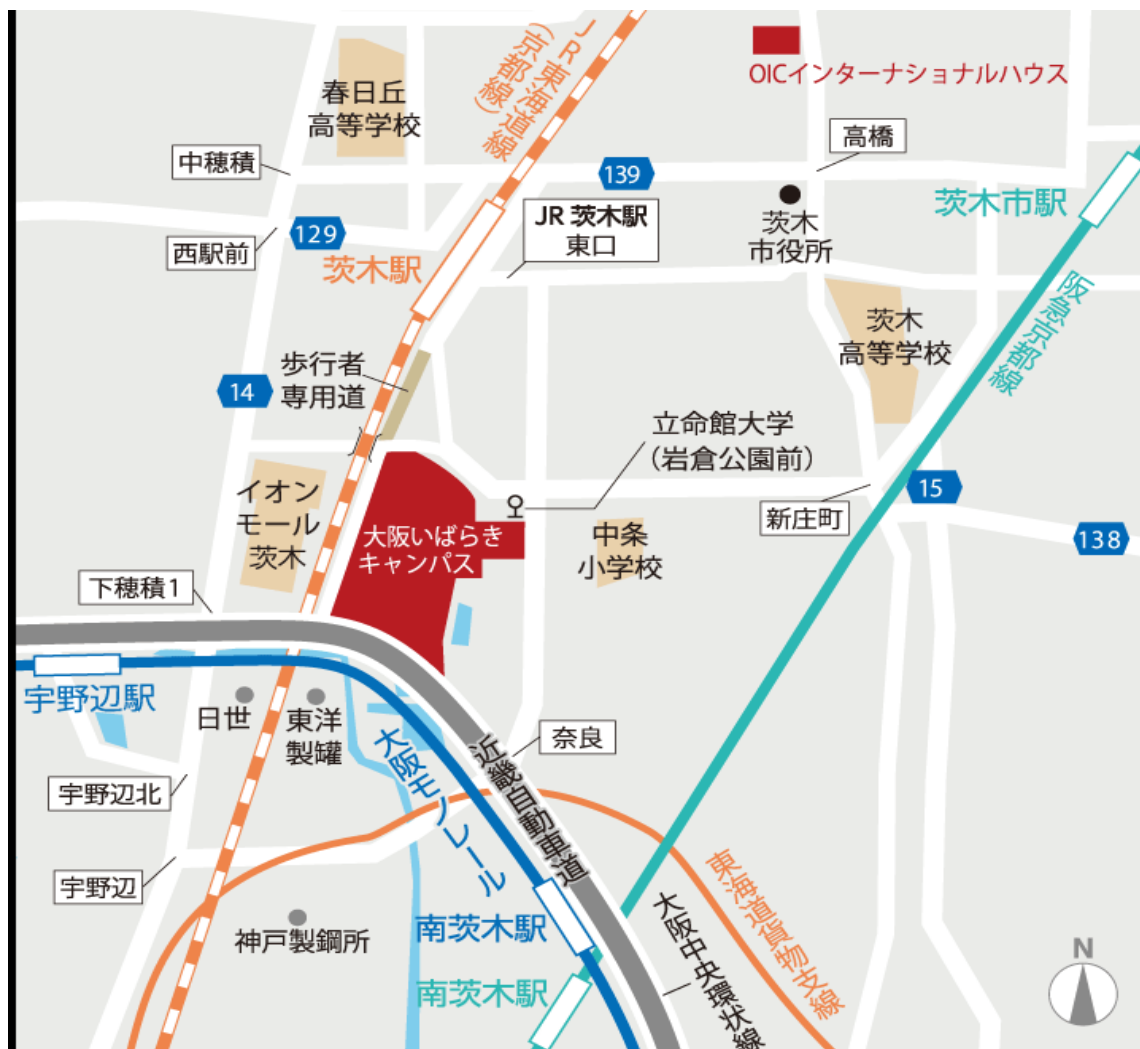 JR東海道線
(京都線)
OICインターナショナルハウス
春日丘
高等学校
中穂積
139
高橋
茨木市駅
129
JR 茨木駅
東口
茨木
市役所
西駅前
茨木駅
阪急京都線
茨木
高等学校
歩行者
専用道
14
立命館大学
(岩倉公園前)
イオン
モール
茨木
15
新庄町
大阪いばらき
キャンパス
中条
小学校
138
下穂積1
宇野辺駅
日世
東洋
製罐
奈良
大阪モノレール
近畿自動車道
宇野辺北
宇野辺
東海道貨物支線
神戸製鋼所
南茨木駅
大阪中央環状線
南茨木駅
N